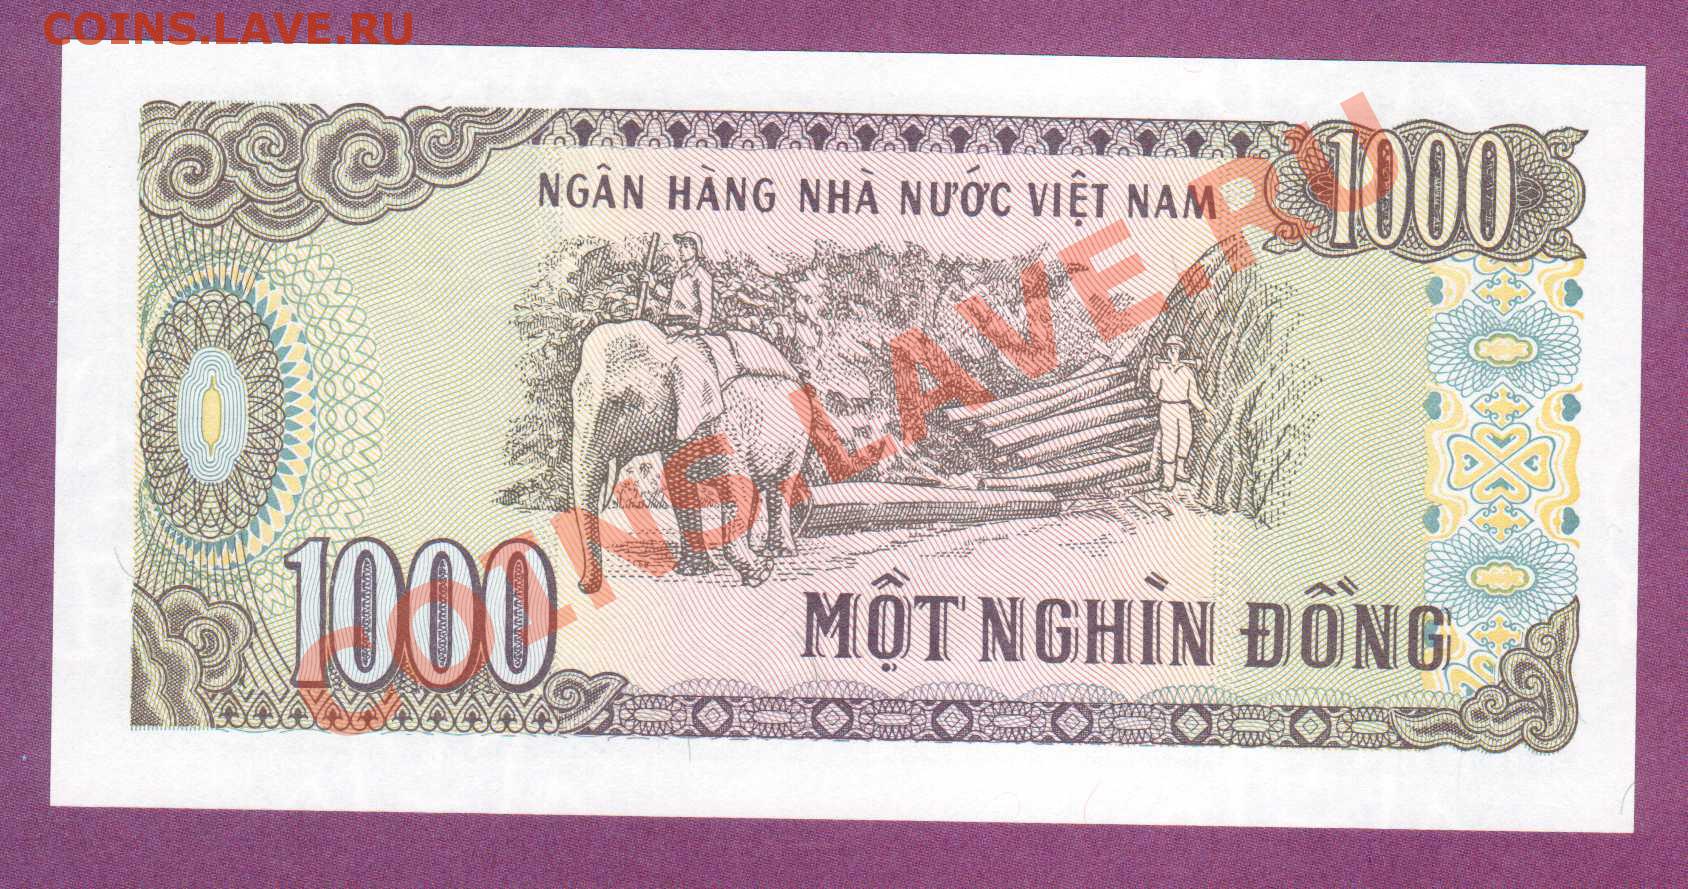 COINS.LAVE.RU
NGÂN HÀNG NHÀ NƯỚC VIỆT NAM
1000
COINS.LAVE.RU
1000
MỘT NGHÌN ĐỒNG